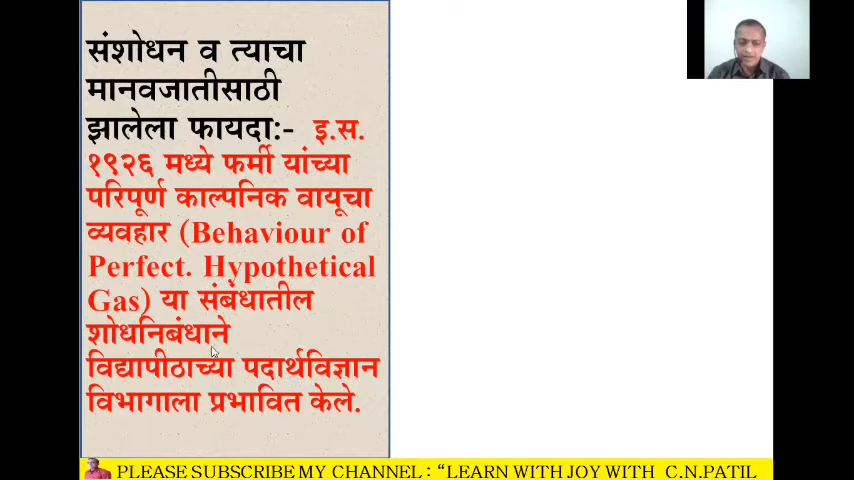 संशोधन व त्याचा
मानवजातीसाठी
झालेला फायदा:- इ.स.
१९२६ मध्ये फर्मी यांच्या
परिपूर्ण काल्पनिक वायूचा
व्यवहार (Behaviour of
Perfect. Hypothetical
Gas) या संबंधातील
शोधनिबंधाने
विद्यापीठाच्या पदार्थविज्ञान
विभागाला प्रभावित केले.
PLEASE SUBSCRIBE MY CHANNEL : “LEARN WITH JOY WITH C.N.PATIL